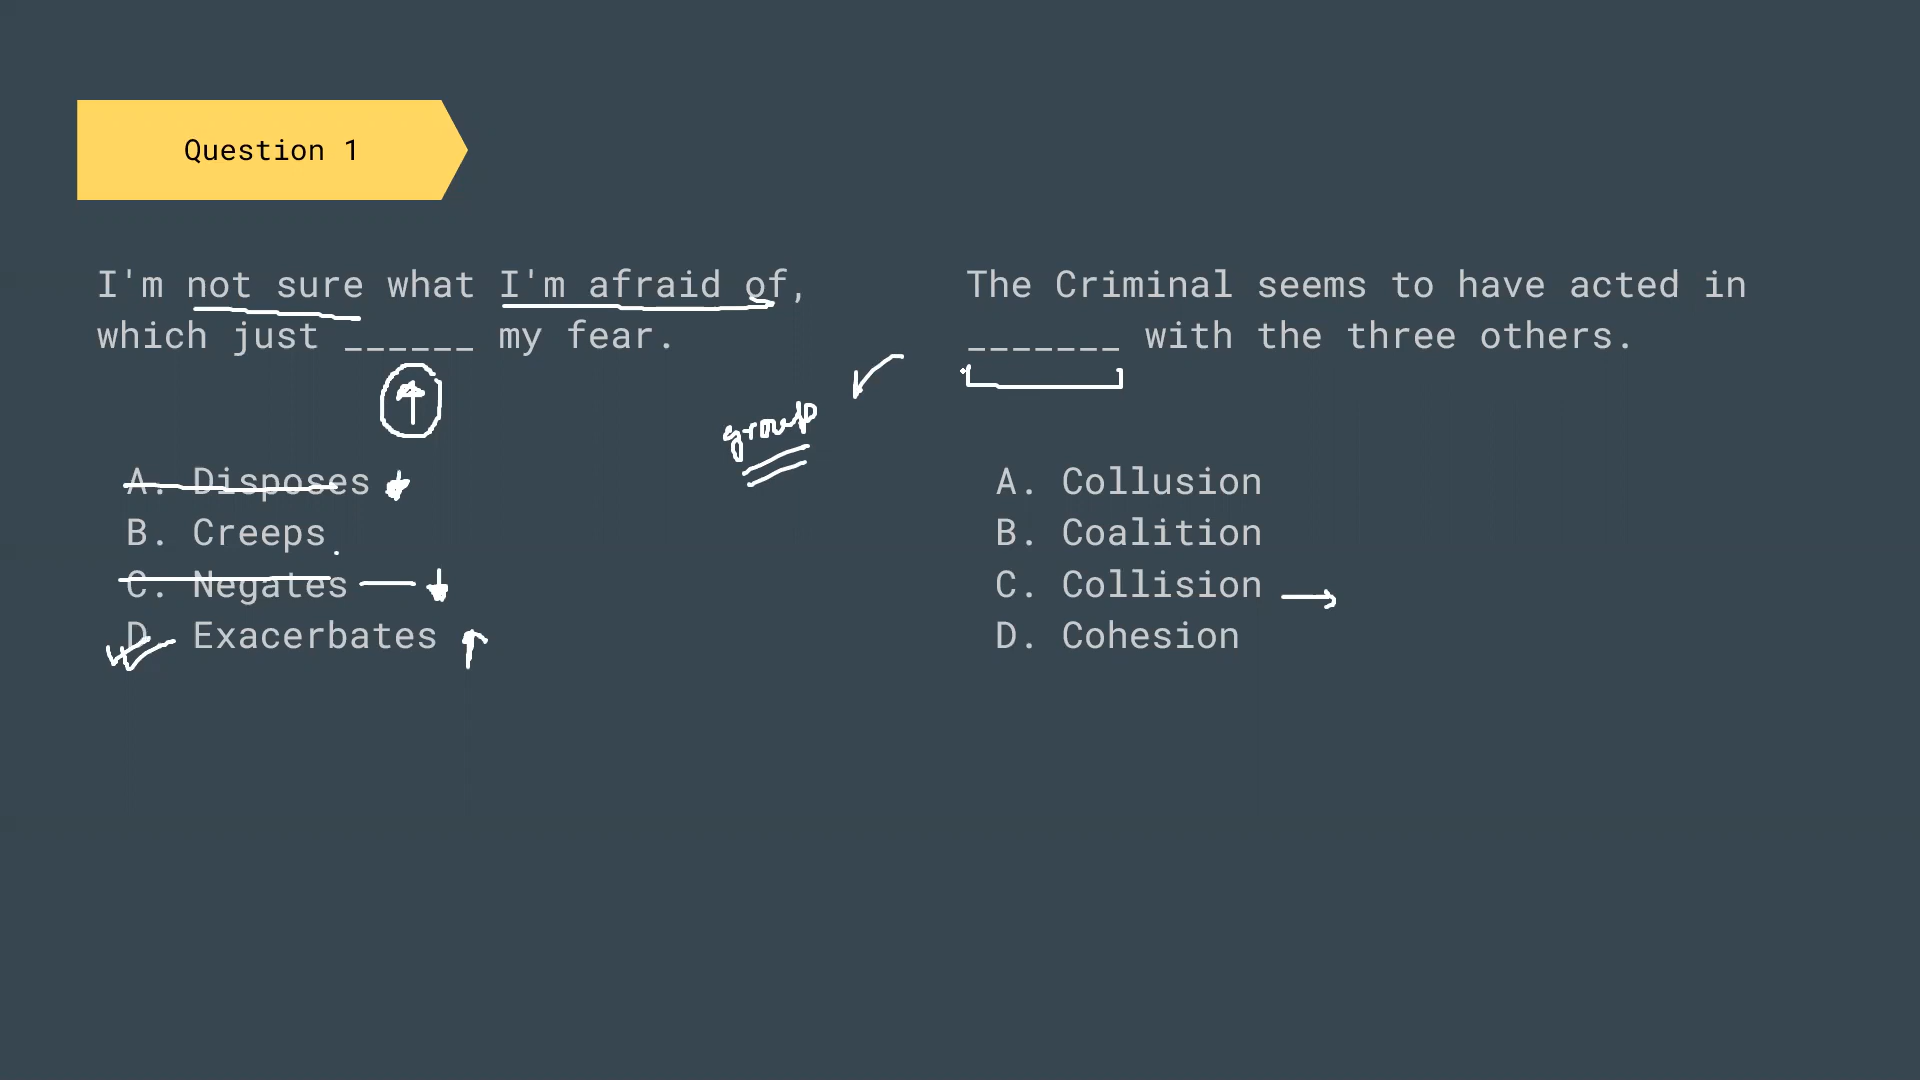 Question 1
I'm not sure what I'm afraid of,
which just ______ my fear.
A. Disposes
B. Creeps
C. Negates
D. Exacerbates
group
The Criminal seems to have acted in
_______ with the three others.
A. Collusion
B. Coalition
C. Collision
D. Cohesion